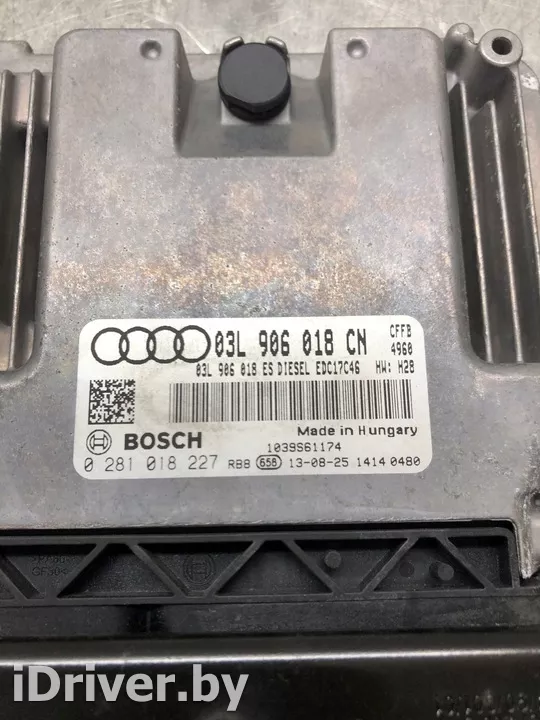 03L 906 018 CN
CFFB
4960
03L 906 018 ES DIESEL EDC17C46 HW: H28
Made in Hungary
BOSCH
1039S61174
0 281 018 227 RB8 658 13-08-25 1414 0480
iDriver.by